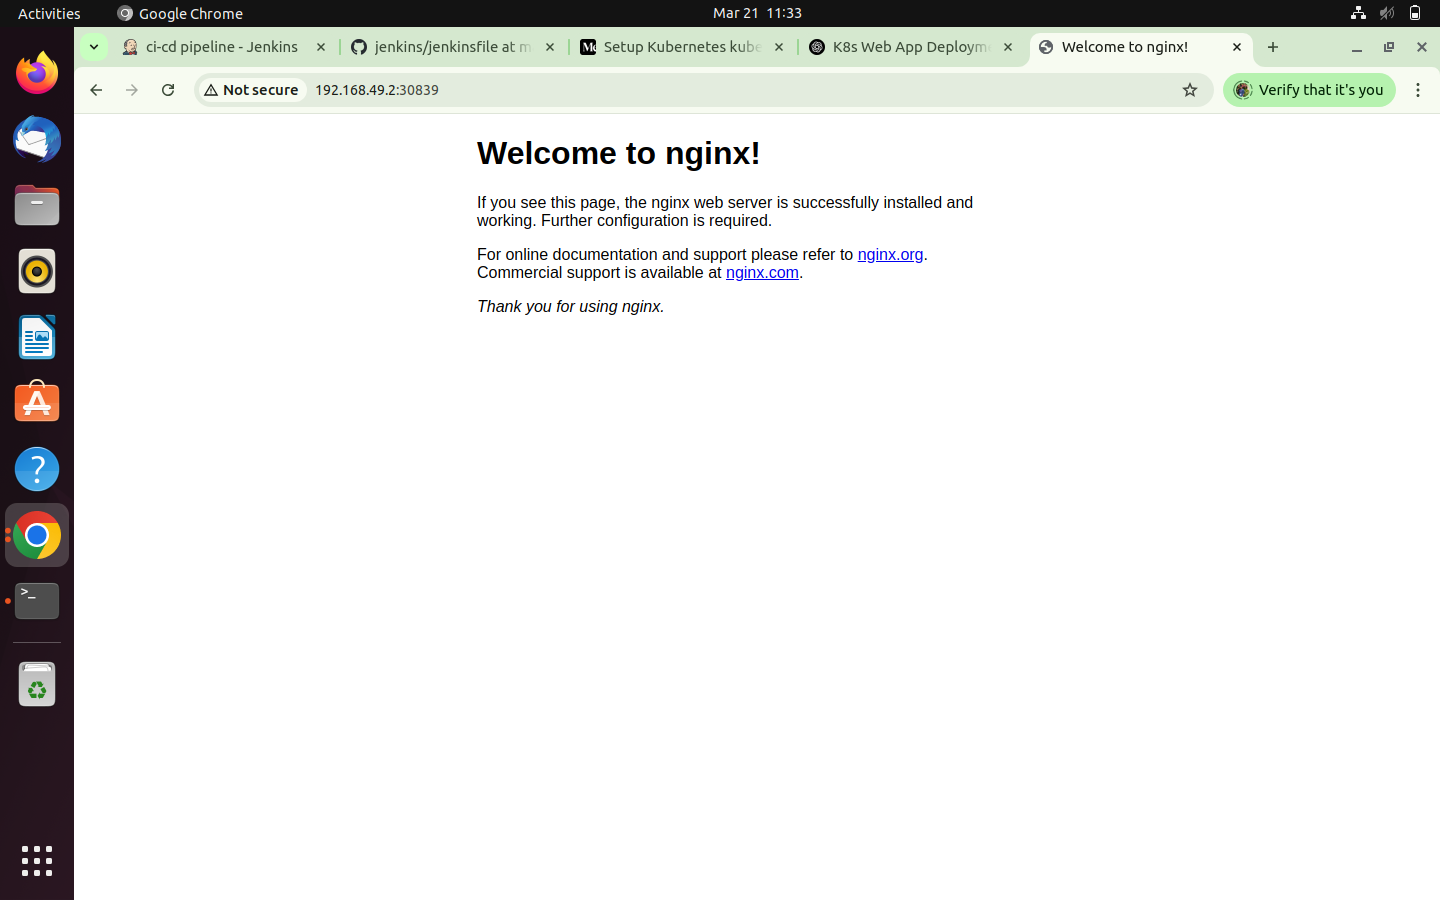 Activities
Google Chrome
Mar 21 11:33
ci-cd pipeline - Jenkins
jenkins/jenkinsfile at m
Setup Kubernetes kube
K8s Web App Deployme
Welcome to nginx!
Not secure
192.168.49.2:30839
Verify that it's you
Welcome to nginx!
If you see this page, the nginx web server is successfully installed and
working. Further configuration is required.
For online documentation and support please refer to nginx.org.
Commercial support is available at nginx.com.
Thank you for using nginx.